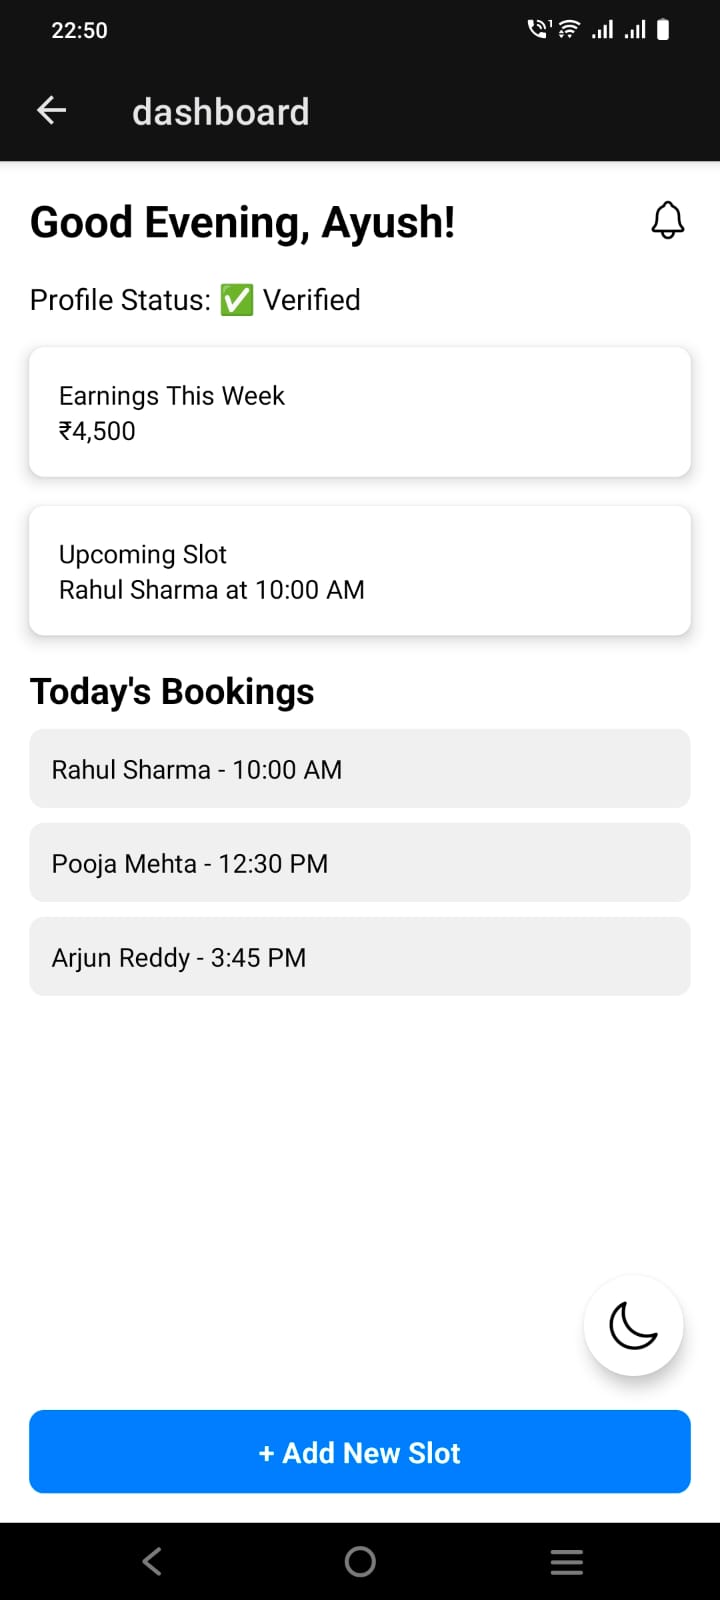 22:50
dashboard
Good Evening, Ayush!
Profile Status: ✅ Verified
Earnings This Week
₹4,500
Upcoming Slot
Rahul Sharma at 10:00 AM
Today's Bookings
Rahul Sharma - 10:00 AM
Pooja Mehta - 12:30 PM
Arjun Reddy - 3:45 PM
+ Add New Slot